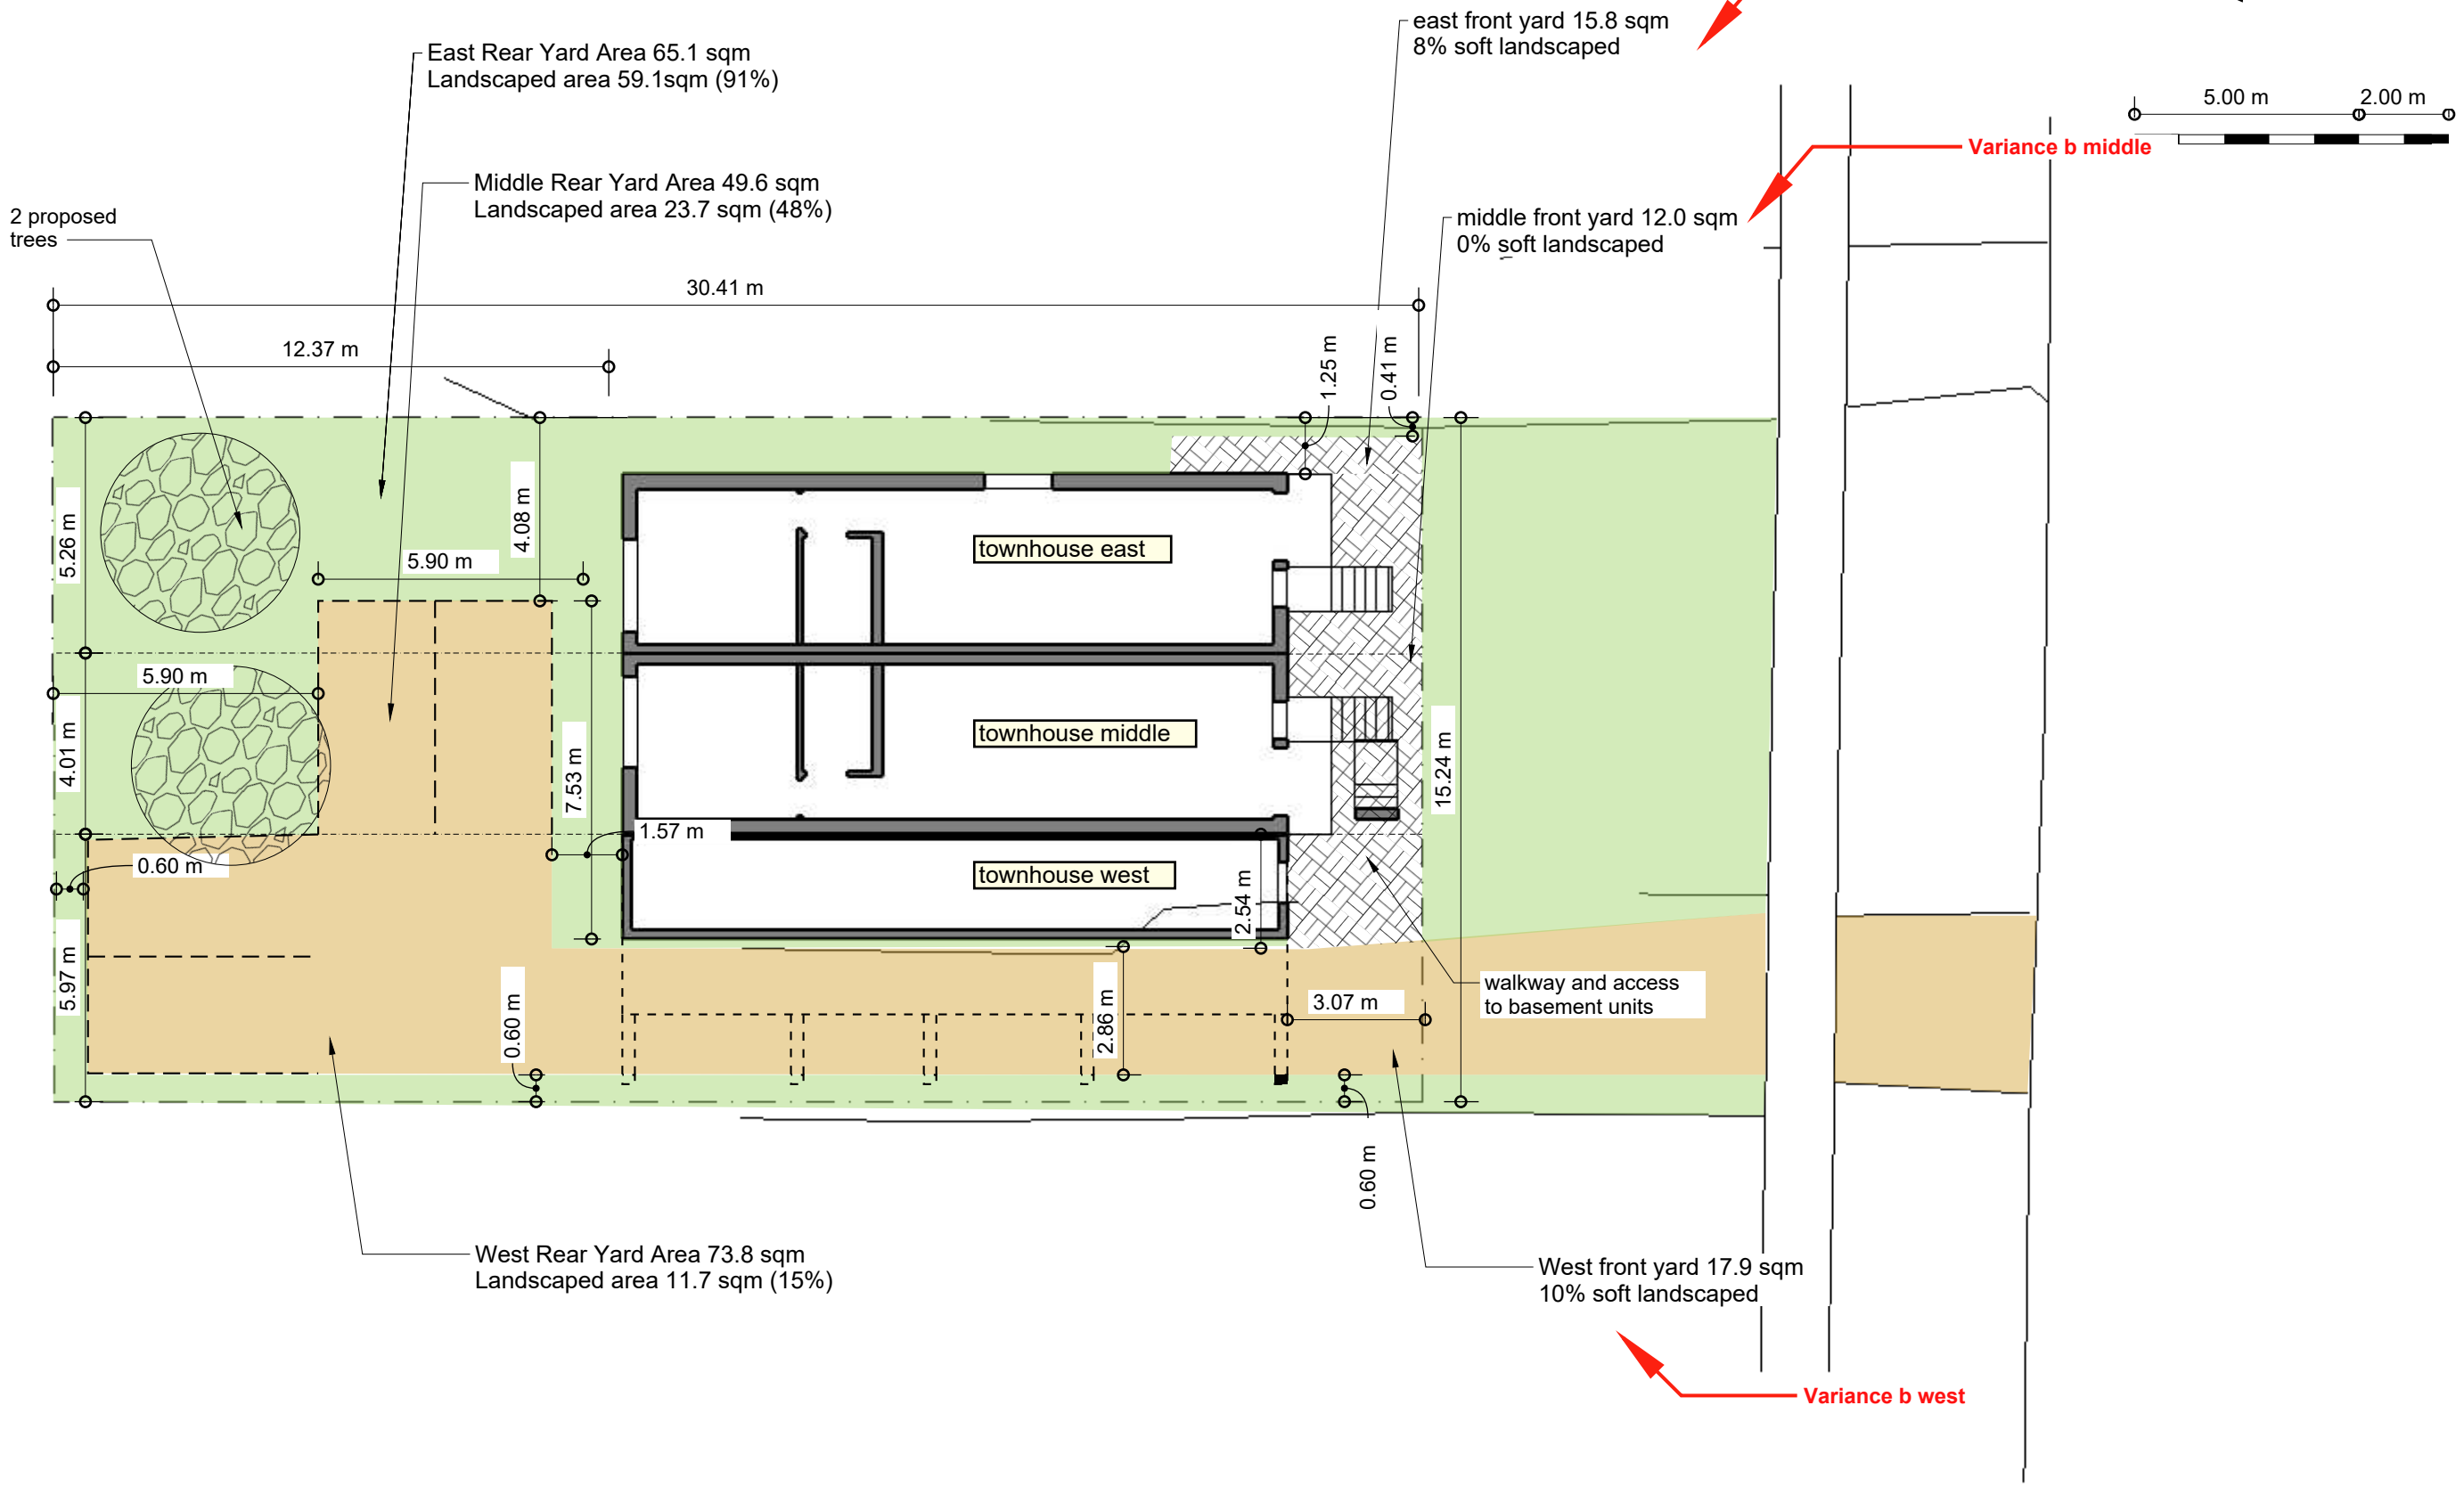 east front yard 15.8 sqm
8% soft landscaped
East Rear Yard Area 65.1 sqm
Landscaped area 59.1sqm (91%)
5.00 m
2.00 m
Variance b middle
Middle Rear Yard Area 49.6 sqm
Landscaped area 23.7 sqm (48%)
2 proposed
trees
middle front yard 12.0 sqm
0% soft landscaped
30.41 m
12.37 m
1.25 m
0.41 m
5.26 m
4.08 m
5.90 m
townhouse east
5.90 m
4.01 m
7.53 m
townhouse middle
15.24 m
1.57 m
0.60 m
townhouse west
2.54 m
5.97 m
0.60 m
2.86 m
3.07 m
walkway and access
to basement units
0.60 m
West Rear Yard Area 73.8 sqm
Landscaped area 11.7 sqm (15%)
West front yard 17.9 sqm
10% soft landscaped
Variance b west